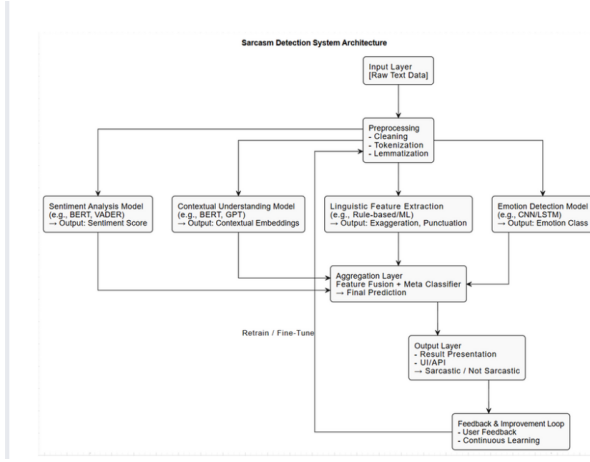 Sarcasm Detection System Architecture
Input Layer
[Raw Text Data]
Preprocessing
- Cleaning
- Tokenization
- Lemmatization
Sentiment Analysis Model
(e.g., BERT, VADER)
→ Output: Sentiment Score
Contextual Understanding Model
(e.g., BERT, GPT)
→ Output: Contextual Embeddings
Linguistic Feature Extraction
(e.g., Rule-based/ML)
→ Output: Exaggeration, Punctuation
Emotion Detection Model
(e.g., CNN/LSTM)
→ Output: Emotion Class
Aggregation Layer
Feature Fusion + Meta Classifier
→ Final Prediction
Retrain / Fine-Tune
Output Layer
- Result Presentation
- UI/API
→ Sarcastic / Not Sarcastic
Feedback & Improvement Loop
- User Feedback
- Continuous Learning